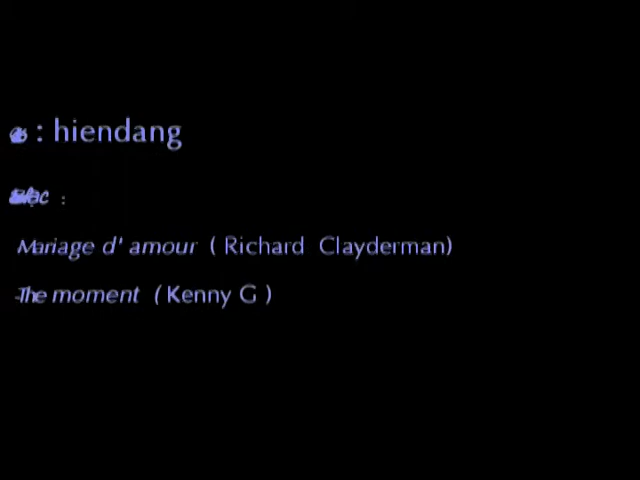 : hiendang
:
Mariage d' amour ( Richard Clayderman)
-The moment ( Kenny G )